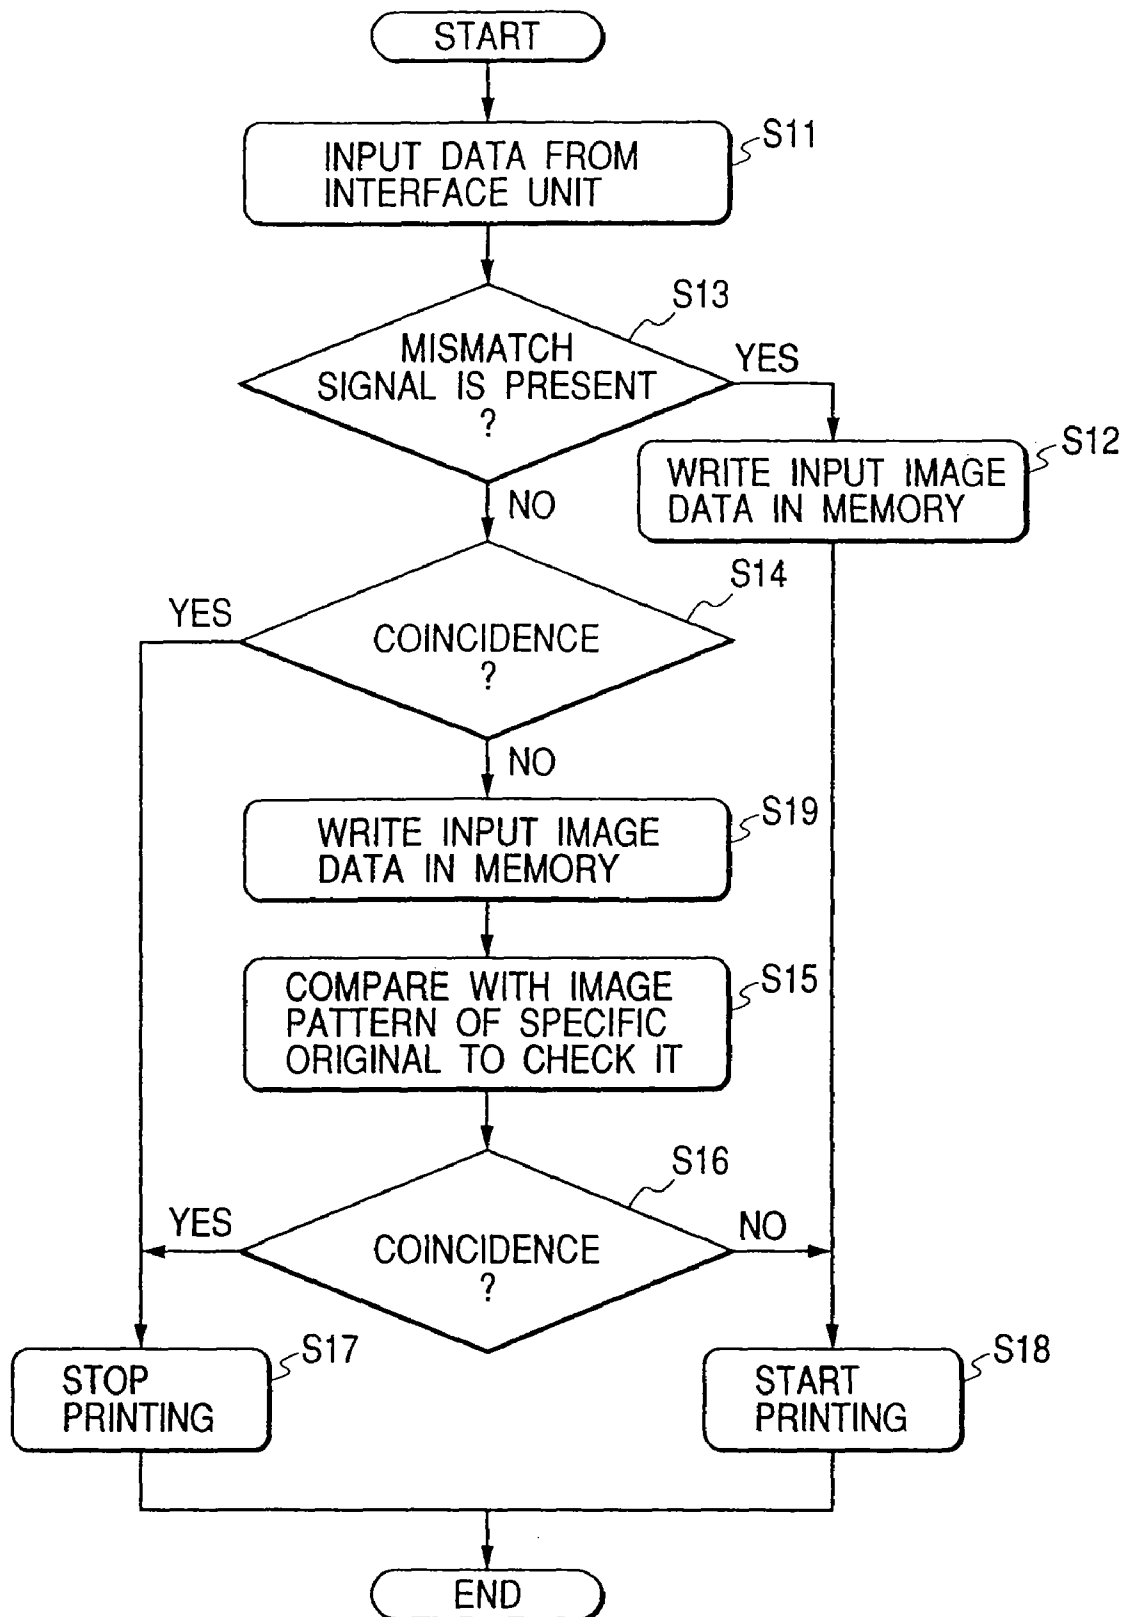 START
S11
INPUT DATA FROM
INTERFACE UNIT
S13
MISMATCH
SIGNAL IS PRESENT
?
YES
S12
WRITE INPUT IMAGE
DATA IN MEMORY
NO
S14
YES
COINCIDENCE
?
NO
S19
WRITE INPUT IMAGE
DATA IN MEMORY
S15
COMPARE WITH IMAGE
PATTERN OF SPECIFIC
ORIGINAL TO CHECK IT
S16
YES
NO
COINCIDENCE
?
S17
STOP
PRINTING
S18
START
PRINTING
END